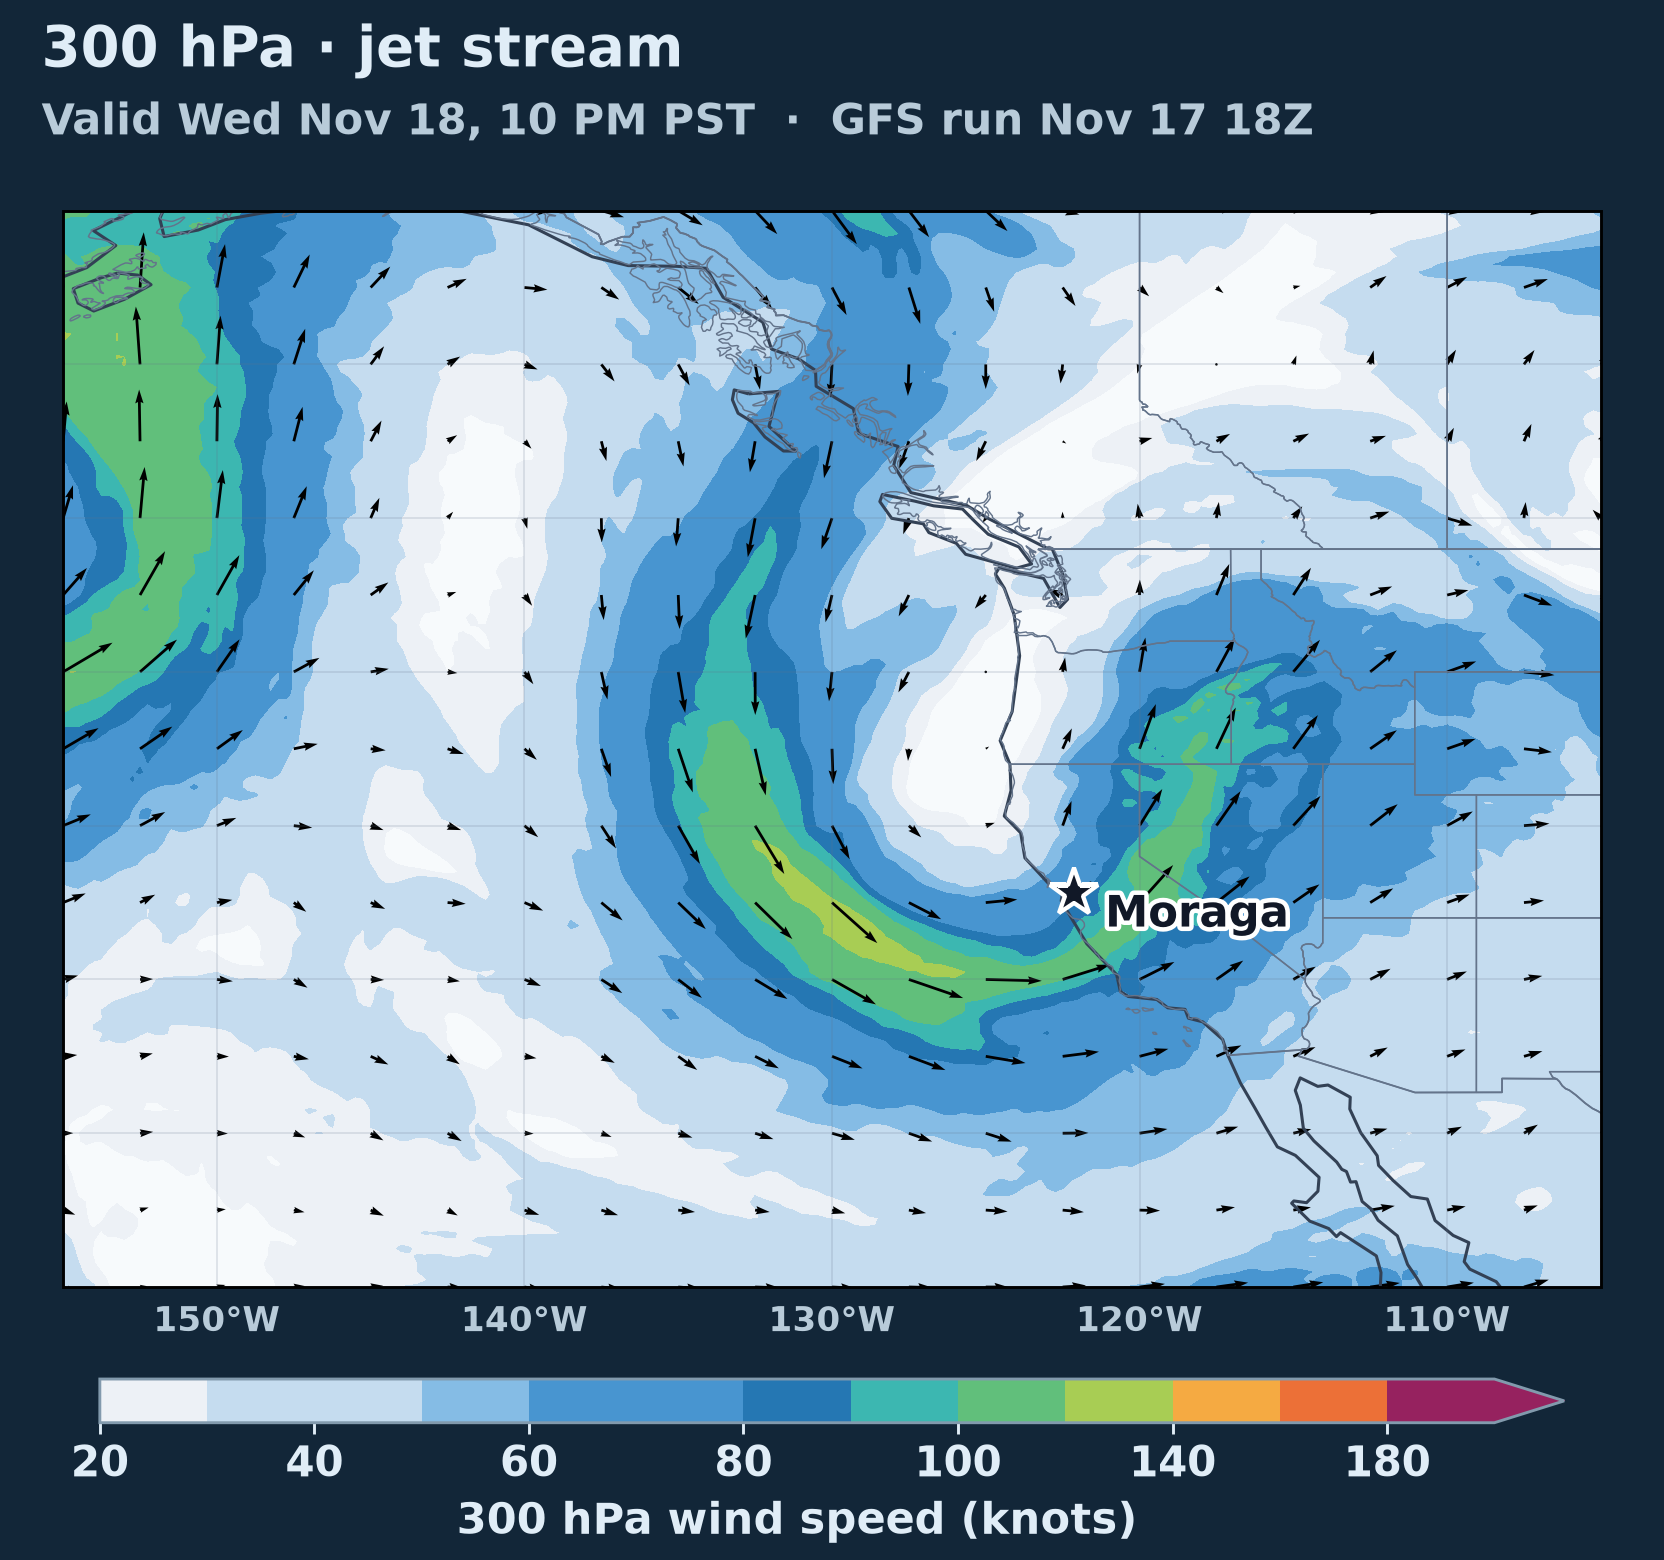 300 hPa · jet stream
Valid Wed Nov 18, 10 PM PST · GFS run Nov 17 18Z
Moraga
150°W 140°W 130°W 120°W 110°W
20 40 60 80 100 140 180
300 hPa wind speed (knots)